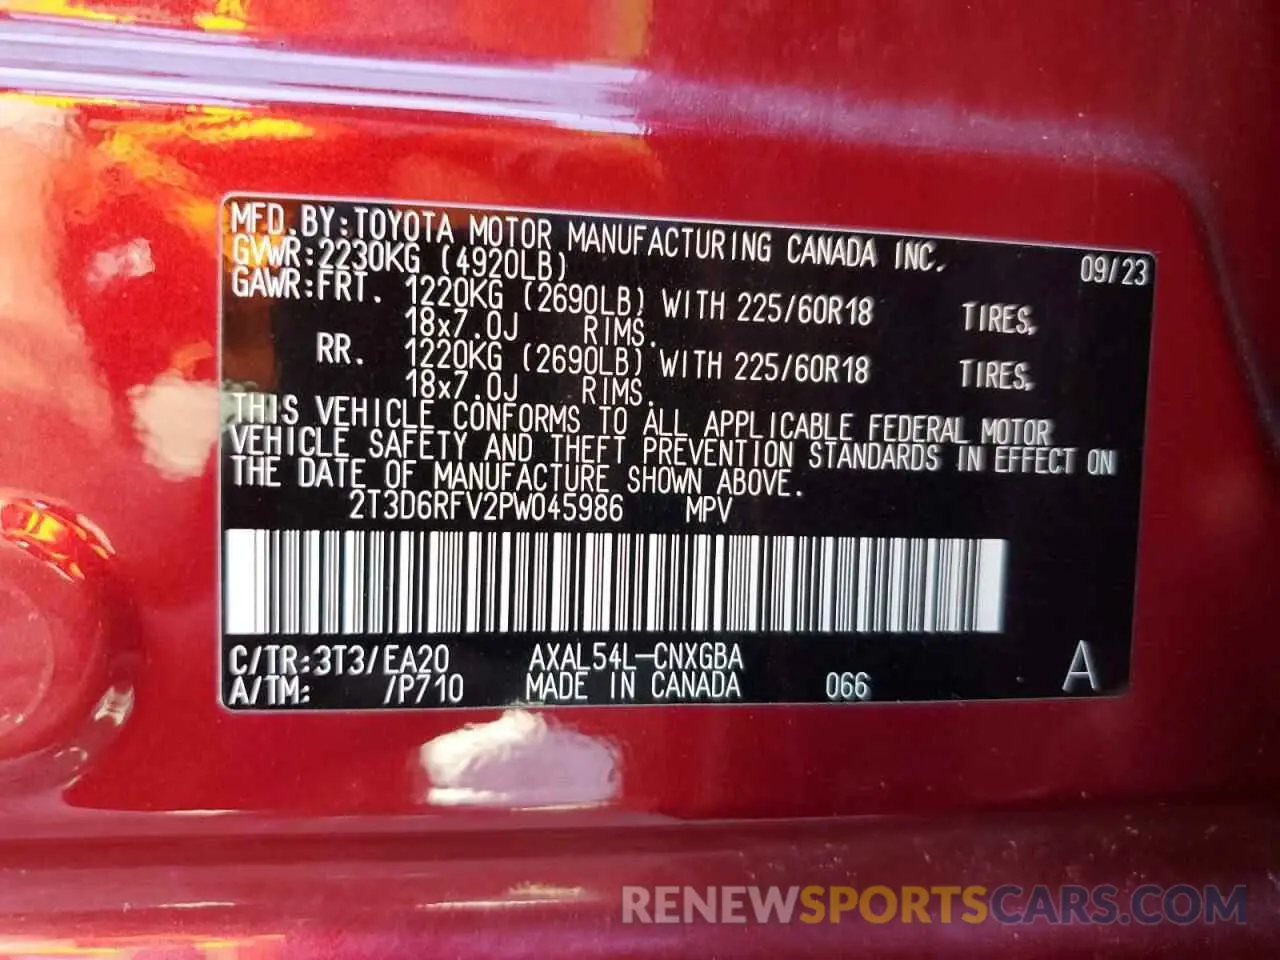 MFD.BY:TOYOTA MOTOR MANUFACTURING CANADA INC. 09/23
GVWR:2230KG (4920LB)
GAWR:FRT. 1220KG (2690LB) WITH 225/60R18 TIRES,
18x7.0J RIMS.
RR. 1220KG (2690LB) WITH 225/60R18 TIRES,
18x7.0J RIMS.
THIS VEHICLE CONFORMS TO ALL APPLICABLE FEDERAL MOTOR
VEHICLE SAFETY AND THEFT PREVENTION STANDARDS IN EFFECT ON
THE DATE OF MANUFACTURE SHOWN ABOVE.
2T3D6RFV2PW045986 MPV
C/TR:3T3/EA20 AXAL54L-CNXGBA
A/TM: /P710 MADE IN CANADA 066 A
RENEWSPORTSCARS.COM